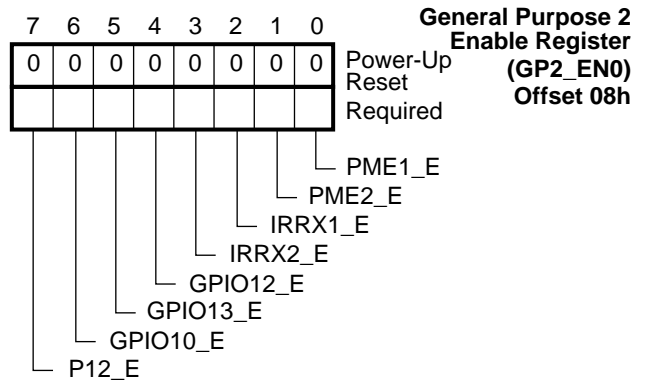 General Purpose 2
Enable Register
(GP2_EN0)
Offset 08h
7 6 5 4 3 2 1 0
0 0 0 0 0 0 0 0 Power-Up
Reset
Required
PME1_E
PME2_E
IRRX1_E
IRRX2_E
GPIO12_E
GPIO13_E
GPIO10_E
P12_E